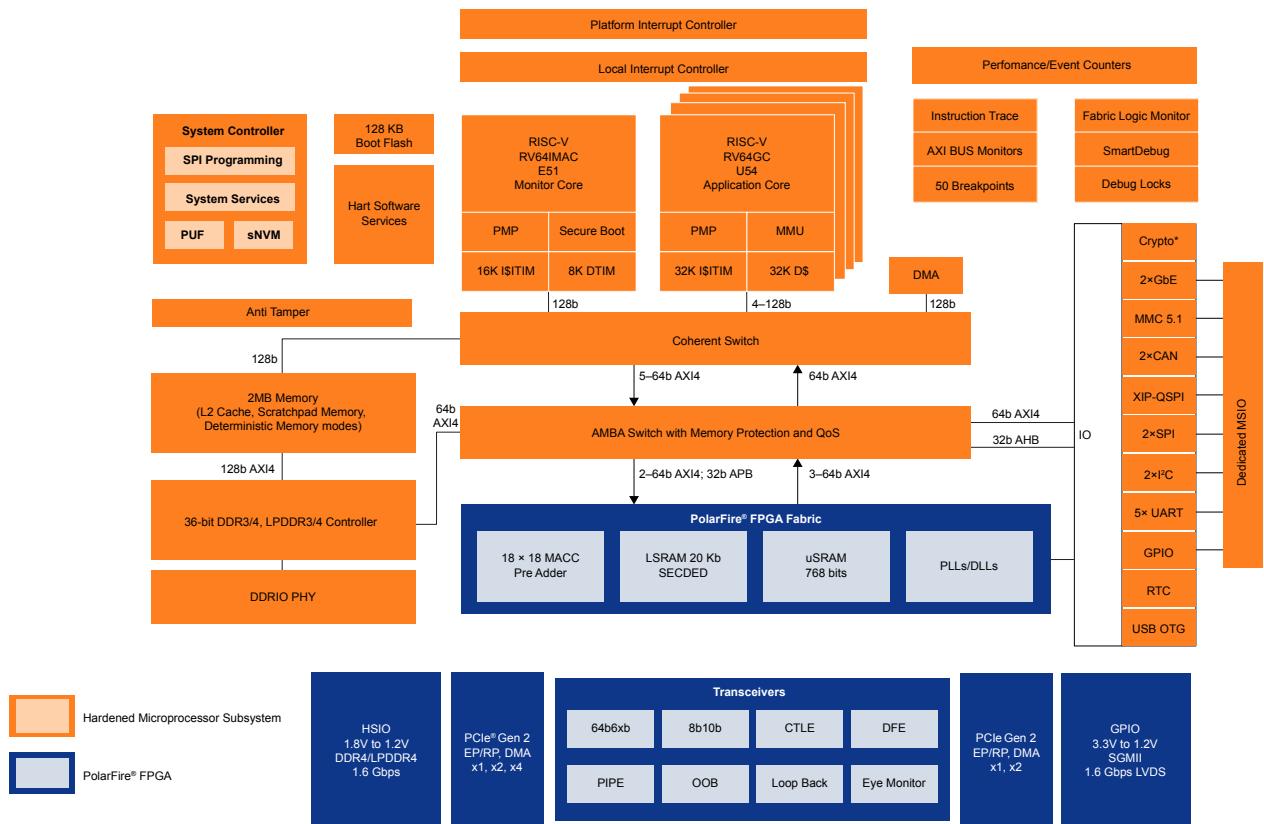 Platform Interrupt Controller
Local Interrupt Controller
Perfomance/Event Counters
System Controller
SPI Programming
System Services
PUF
sNVM
128 KB
Boot Flash
Hart Software
Services
RISC-V
RV64IMAC
E51
Monitor Core
PMP
Secure Boot
16K I$ITIM
8K DTIM
RISC-V
RV64GC
U54
Application Core
PMP
MMU
32K I$ITIM
32K D$
Instruction Trace
AXI BUS Monitors
50 Breakpoints
Fabric Logic Monitor
SmartDebug
Debug Locks
DMA
128b
4–128b
128b
Anti Tamper
Coherent Switch
128b
5–64b AXI4
64b AXI4
2MB Memory
(L2 Cache, Scratchpad Memory,
Deterministic Memory modes)
64b
AXI4
AMBA Switch with Memory Protection and QoS
64b AXI4
32b AHB
IO
128b AXI4
2–64b AXI4; 32b APB
3–64b AXI4
36-bit DDR3/4, LPDDR3/4 Controller
DDRIO PHY
PolarFire® FPGA Fabric
18 × 18 MACC
Pre Adder
LSRAM 20 Kb
SECDED
uSRAM
768 bits
PLLs/DLLs
Crypto*
2×GbE
MMC 5.1
2×CAN
XIP-QSPI
2×SPI
2×I²C
5× UART
GPIO
RTC
USB OTG
Dedicated MSIO
Hardened Microprocessor Subsystem
PolarFire® FPGA
HSIO
1.8V to 1.2V
DDR4/LPDDR4
1.6 Gbps
PCIe® Gen 2
EP/RP, DMA
x1, x2, x4
Transceivers
64b6xb
8b10b
CTLE
DFE
PIPE
OOB
Loop Back
Eye Monitor
PCIe Gen 2
EP/RP, DMA
x1, x2
GPIO
3.3V to 1.2V
SGMII
1.6 Gbps LVDS